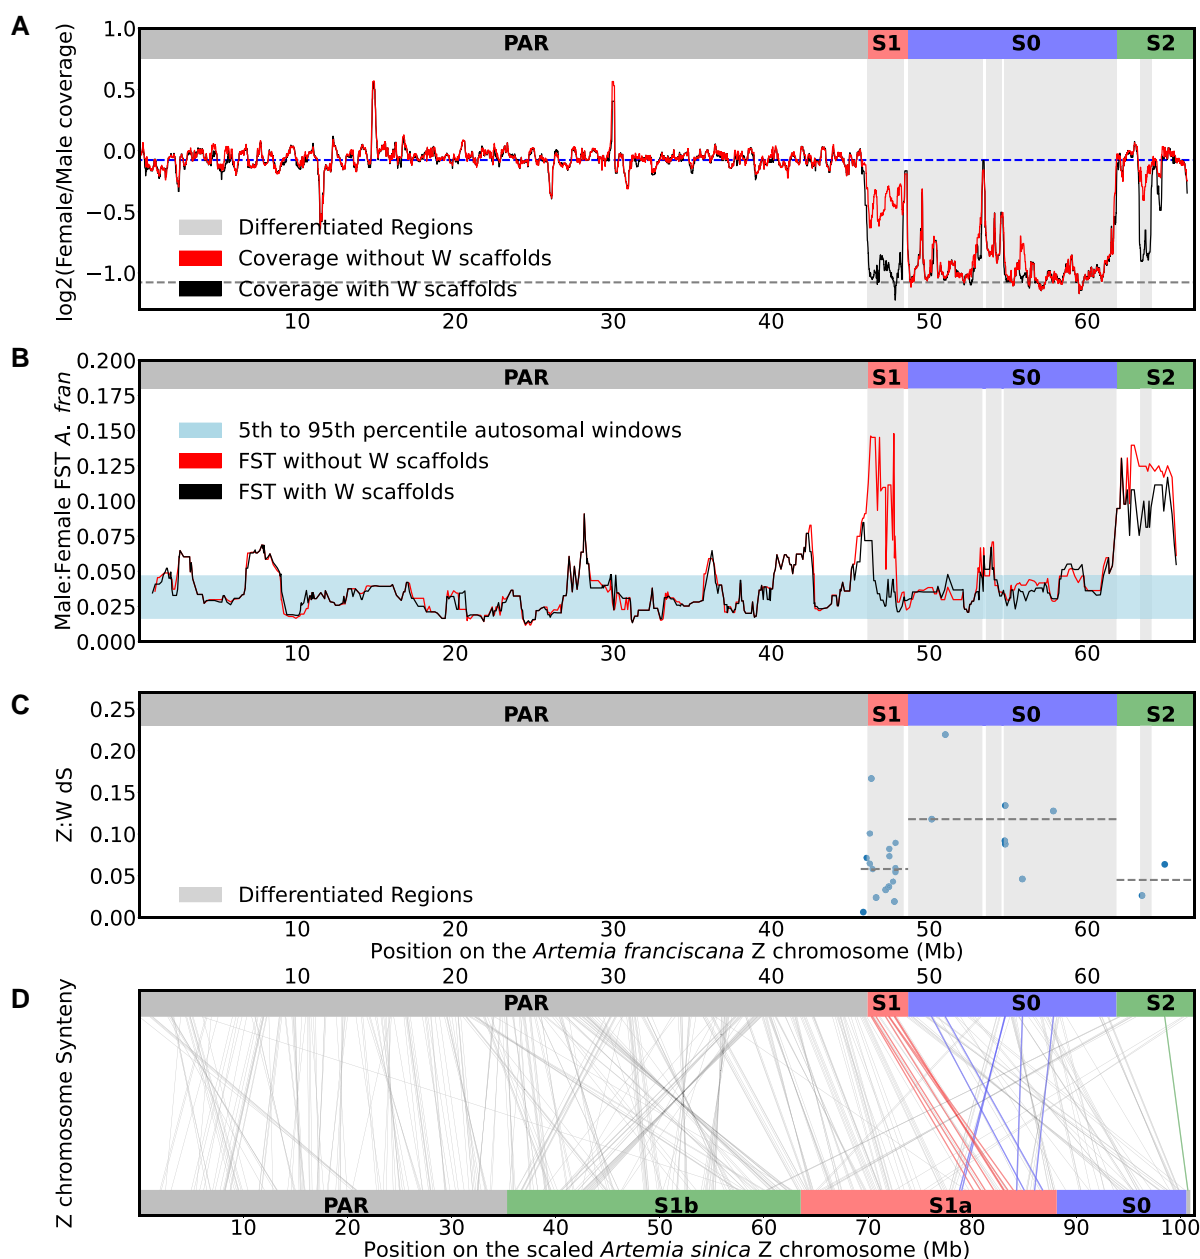 A
log2(Female/Male coverage)
1.0
0.5
0.0
−0.5
−1.0
PAR
S1
S0
S2
Differentiated Regions
Coverage without W scaffolds
Coverage with W scaffolds
10 20 30 40 50 60
B
Male:Female FST A. fran
0.200
0.175
0.150
0.125
0.100
0.075
0.050
0.025
0.000
PAR
S1
S0
S2
5th to 95th percentile autosomal windows
FST without W scaffolds
FST with W scaffolds
10 20 30 40 50 60
C
Z:W dS
0.25
0.20
0.15
0.10
0.05
0.00
PAR
S1
S0
S2
Differentiated Regions
10 20 30 40 50 60
Position on the Artemia franciscana Z chromosome (Mb)
10 20 30 40 50 60
D
Z chromosome Synteny
PAR
S1
S0
S2
PAR
S1b
S1a
S0
10 20 30 40 50 60 70 80 90 100
Position on the scaled Artemia sinica Z chromosome (Mb)